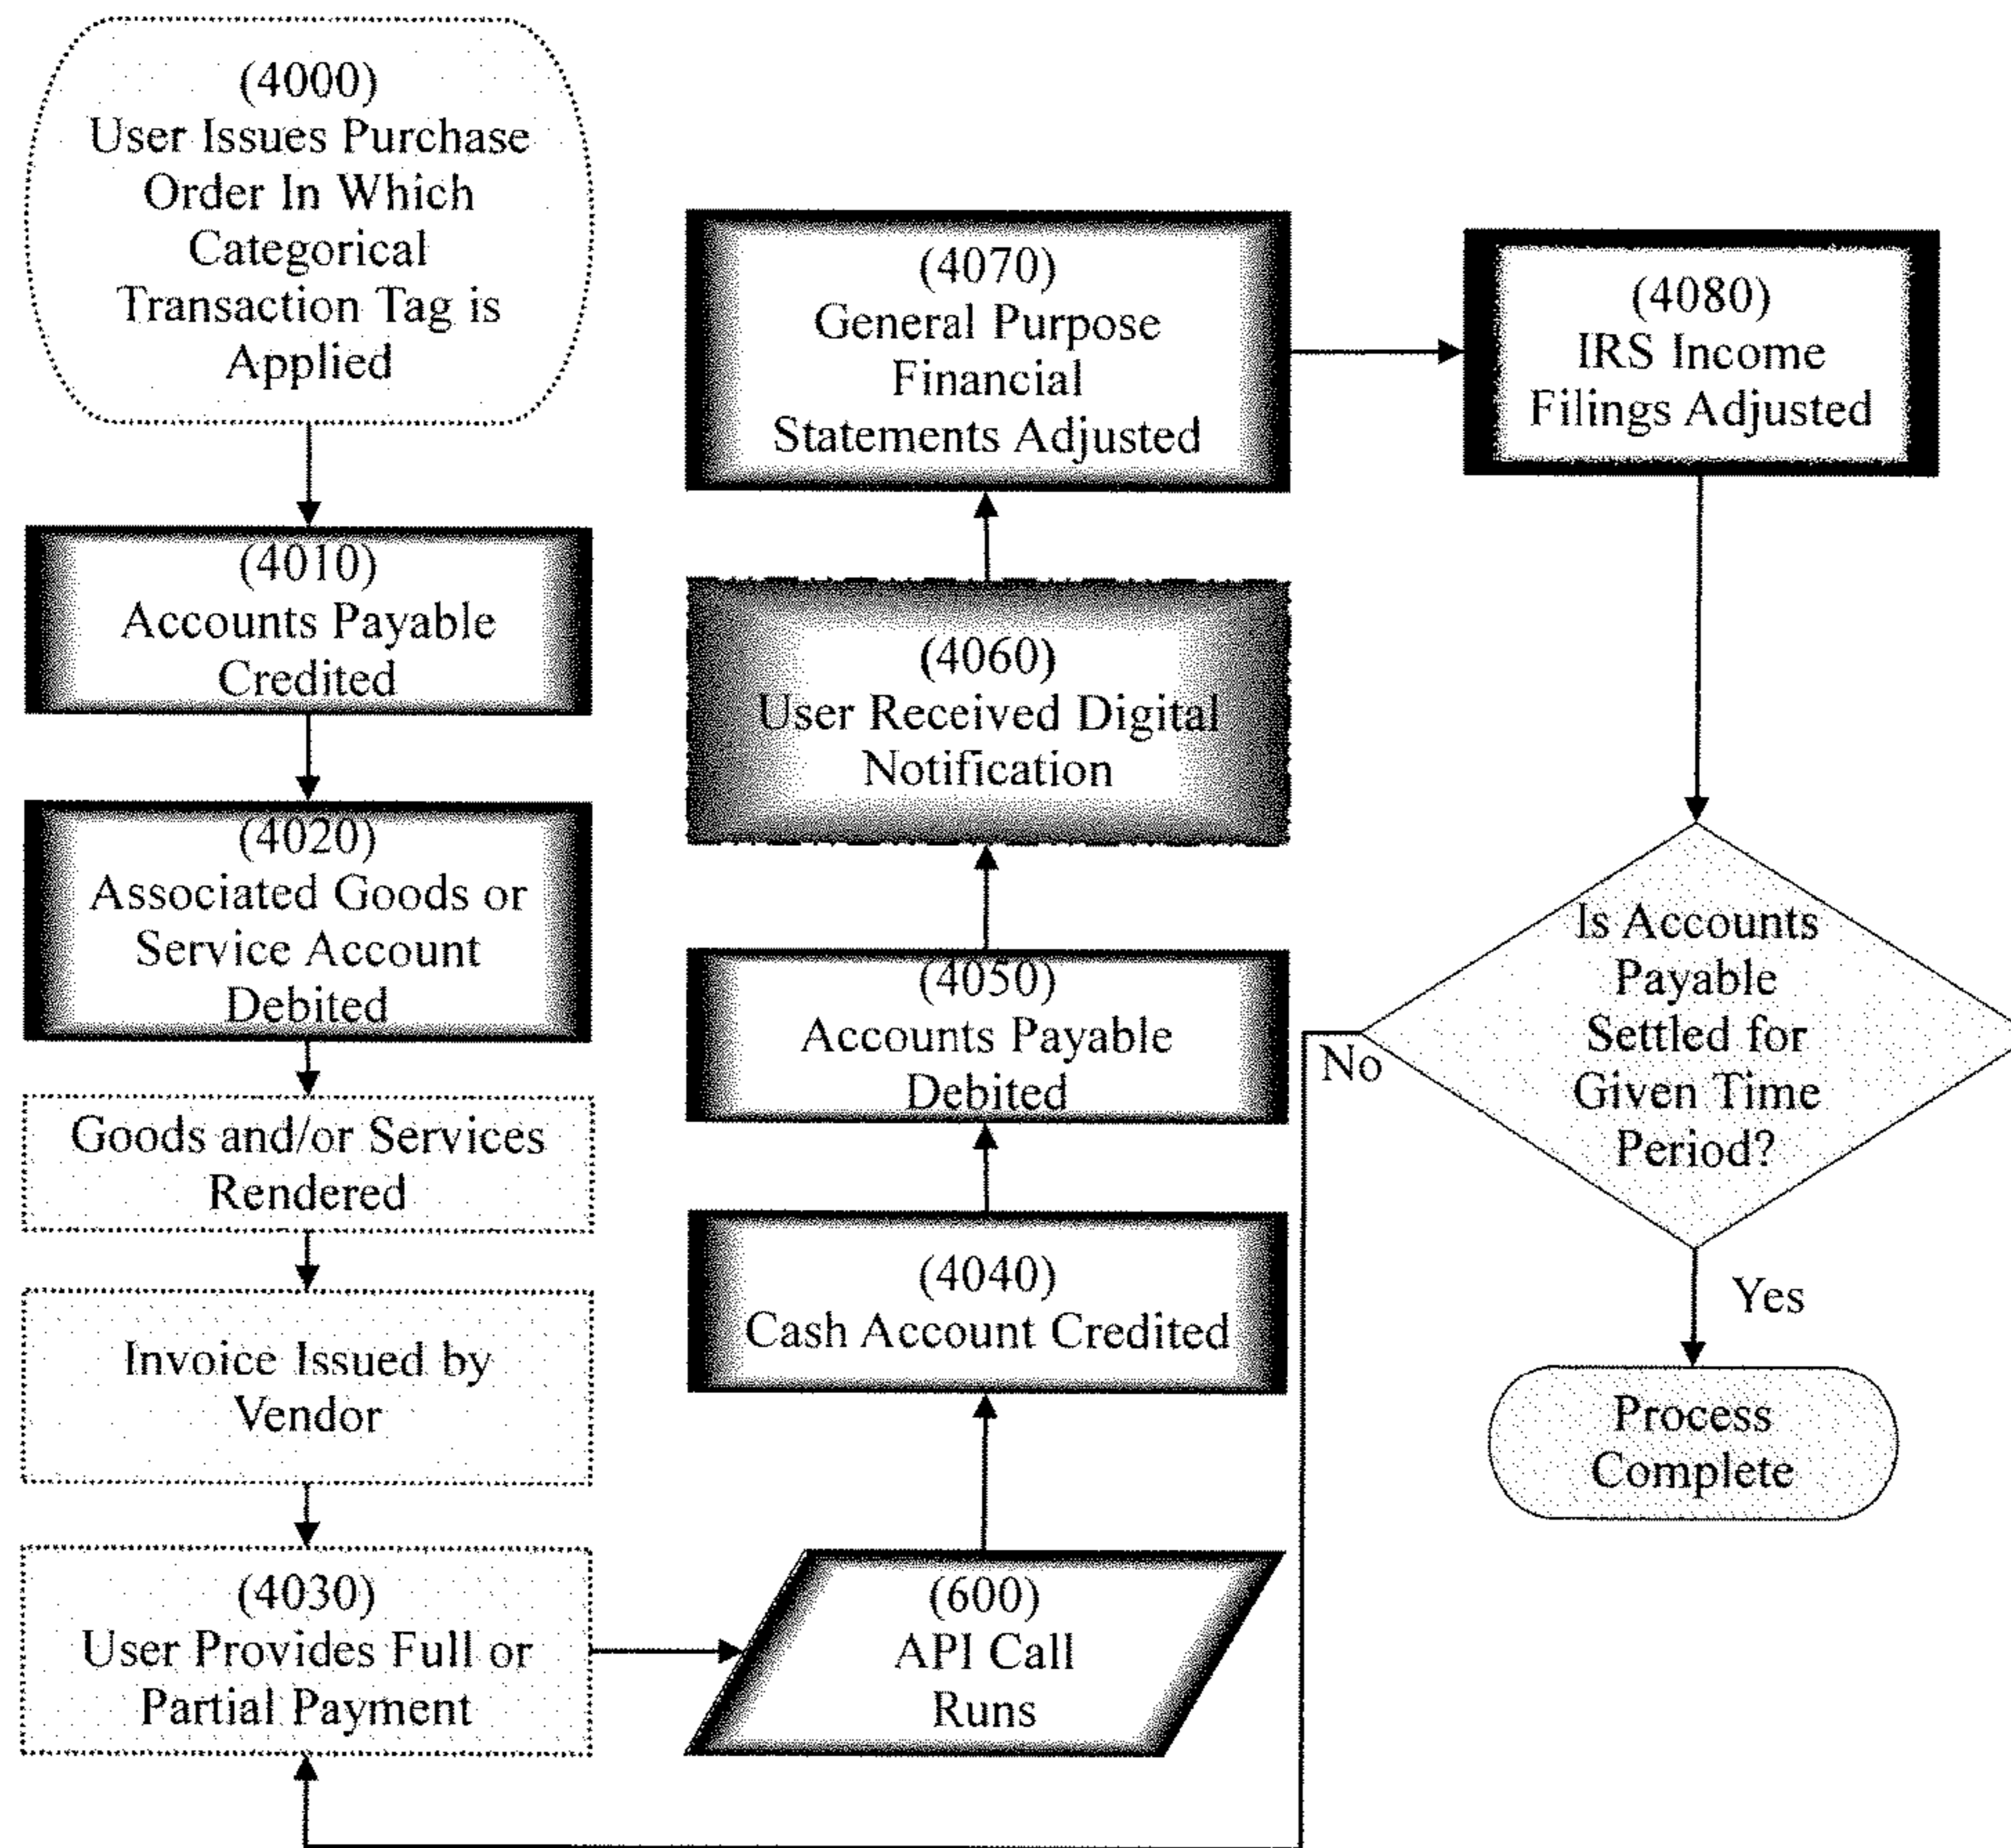 (4000)
User Issues Purchase
Order In Which
Categorical
Transaction Tag is
Applied
(4010)
Accounts Payable
Credited
(4020)
Associated Goods or
Service Account
Debited
Goods and/or Services
Rendered
Invoice Issued by
Vendor
(4030)
User Provides Full or
Partial Payment
(600)
API Call
Runs
(4040)
Cash Account Credited
(4050)
Accounts Payable
Debited
(4060)
User Received Digital
Notification
(4070)
General Purpose
Financial
Statements Adjusted
(4080)
IRS Income
Filings Adjusted
Is Accounts
Payable
Settled for
Given Time
Period?
No
Yes
Process
Complete